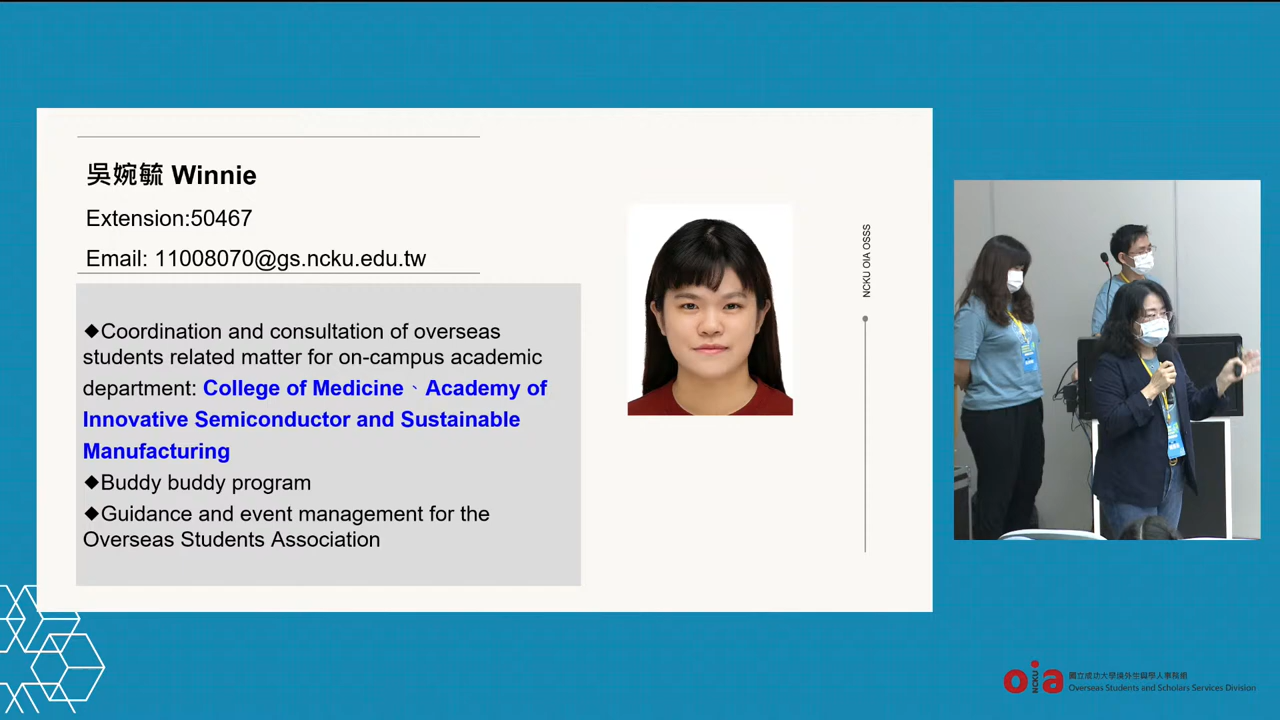 吳婉毓 Winnie
Extension:50467
Email: 11008070@gs.ncku.edu.tw
◆Coordination and consultation of overseas
students related matter for on-campus academic
department: College of Medicine、Academy of
Innovative Semiconductor and Sustainable
Manufacturing
◆Buddy buddy program
◆Guidance and event management for the
Overseas Students Association
NCKU OIA OSSS
NCKU
oia
國立成功大學境外生與學人事務組
Overseas Students and Scholars Services Division